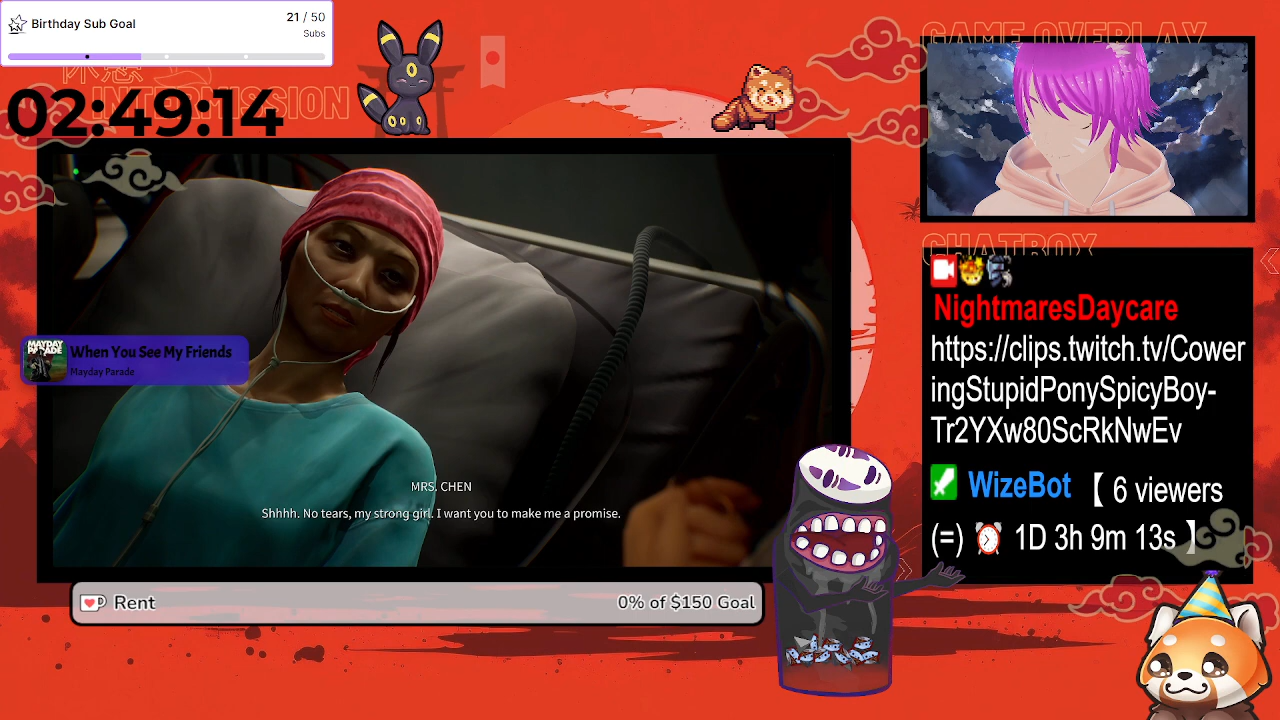 Birthday Sub Goal
21 / 50
Subs
INTERMISSION
02:49:14
GAME OVERLAY
MAYDAY PARADE
When You See My Friends
Mayday Parade
MRS. CHEN
Shhhh. No tears, my strong girl. I want you to make me a promise.
Rent
0% of $150 Goal
CHATBOX
NightmaresDaycare
https://clips.twitch.tv/Cower
ingStupidPonySpicyBoy-
Tr2YXw80ScRkNwEv
WizeBot 【 6 viewers
(=) ⏰ 1D 3h 9m 13s 】